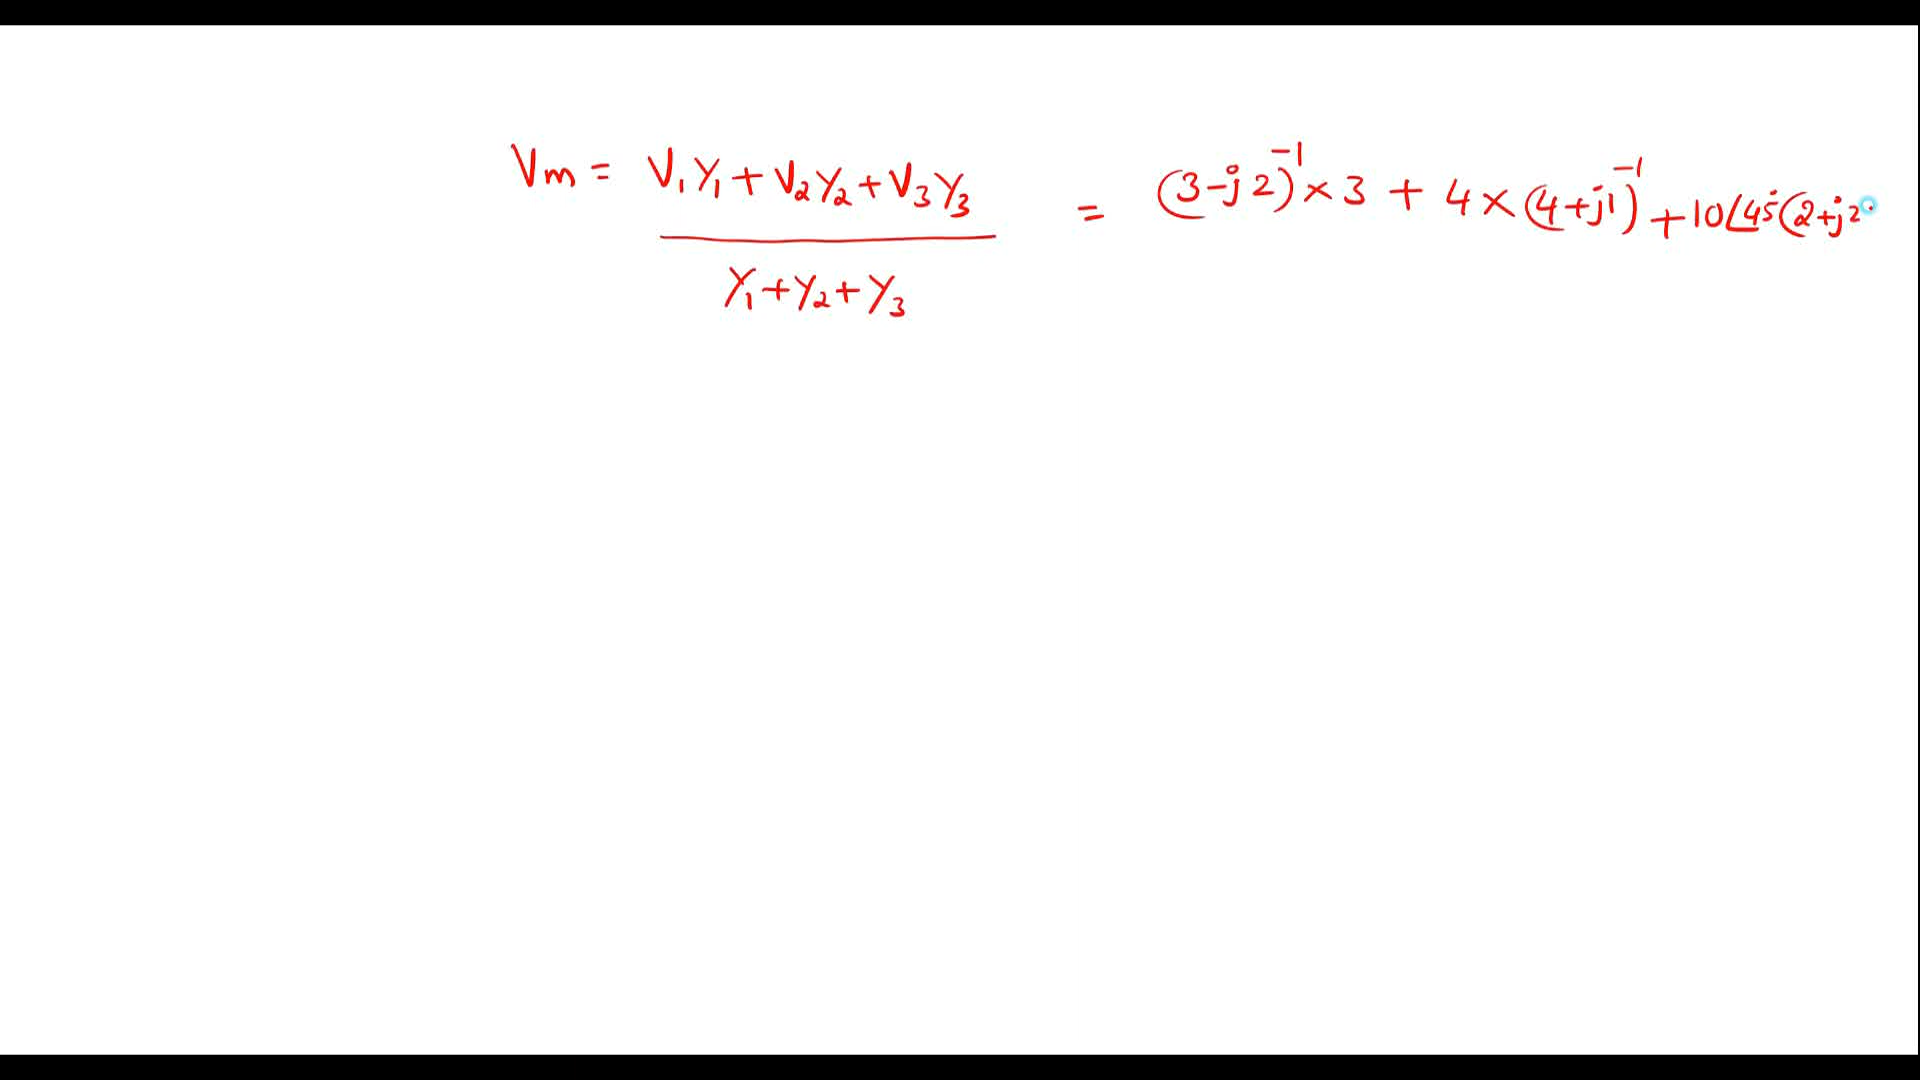 Vm = V₁Y₁ + V₂Y₂ + V₃Y₃ = (3-j2)⁻¹ × 3 + 4 × (4+j1)⁻¹ + 10∠45(2+j2
Y₁ + Y₂ + Y₃